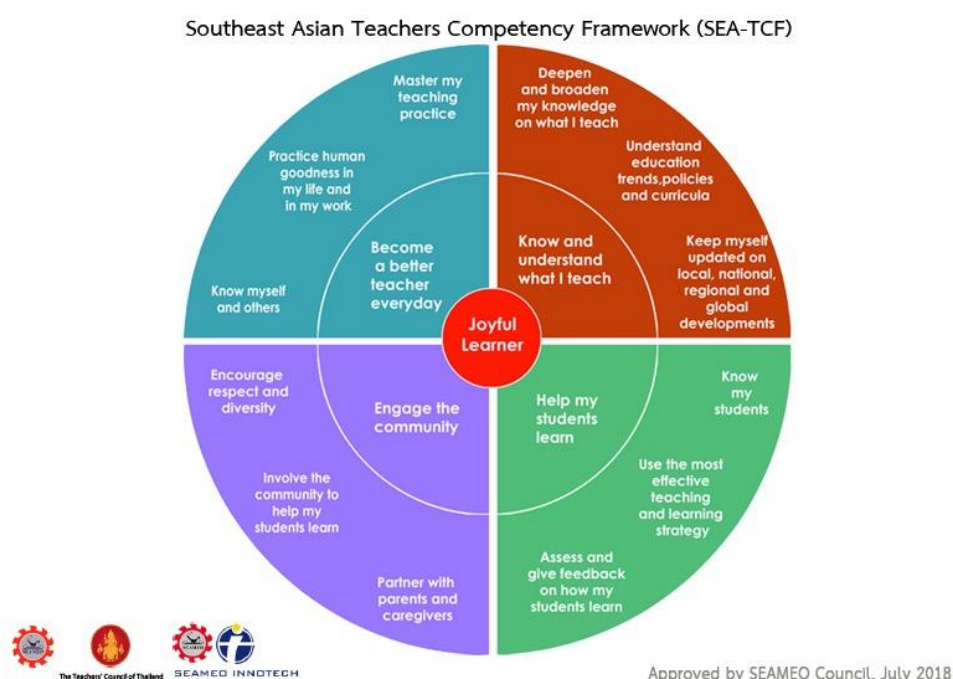 Southeast Asian Teachers Competency Framework (SEA-TCF)
Master my
teaching
practice
Practice human
goodness in
my life and
in my work
Know myself
and others
Become
a better
teacher
everyday
Deepen
and broaden
my knowledge
on what I teach
Understand
education
trends,policies
and curricula
Keep myself
updated on
local, national,
regional and
global
developments
Know and
understand
what I teach
Joyful
Learner
Encourage
respect and
diversity
Involve the
community to
help my
students learn
Partner with
parents and
caregivers
Engage the
community
Help my
students
learn
Know
my
students
Use the most
effective
teaching
and learning
strategy
Assess and
give feedback
on how my
students learn
The Teachers' Council of Thailand
SEAMEO INNOTECH
Approved by SEAMEO Council, July 2018